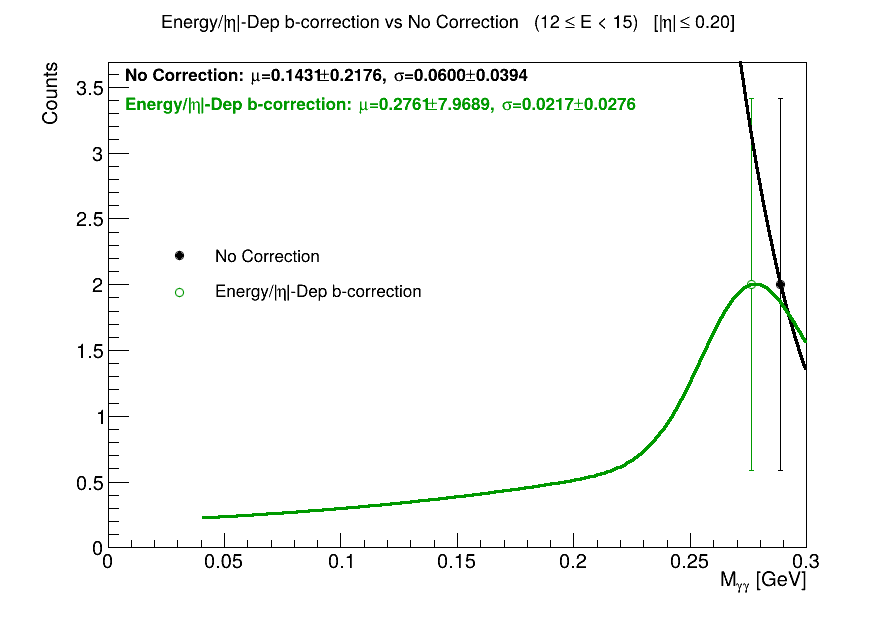 Energy/|η|-Dep b-correction vs No Correction (12 ≤ E < 15) [|η| ≤ 0.20]
Counts
No Correction: μ=0.1431±0.2176, σ=0.0600±0.0394
Energy/|η|-Dep b-correction: μ=0.2761±7.9689, σ=0.0217±0.0276
3.5
3
2.5
No Correction
2
Energy/|η|-Dep b-correction
1.5
1
0.5
0
0 0.05 0.1 0.15 0.2 0.25 0.3
Mγγ [GeV]